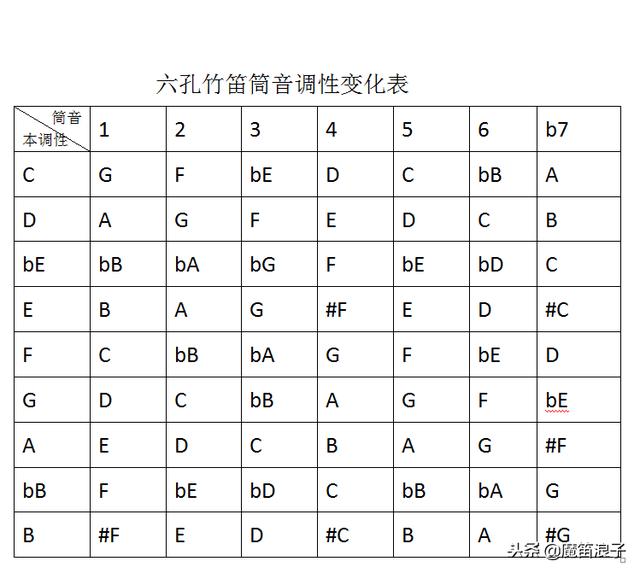 六孔竹笛筒音调性变化表
筒音
本调性 1 2 3 4 5 6 b7
C G F bE D C bB A
D A G F E D C B
bE bB bA bG F bE bD C
E B A G #F E D #C
F C bB bA G F bE D
G D C bB A G F bE
A E D C B A G #F
bB F bE bD C bB bA G
B #F E D #C B A #G
头条 @魔笛浪子